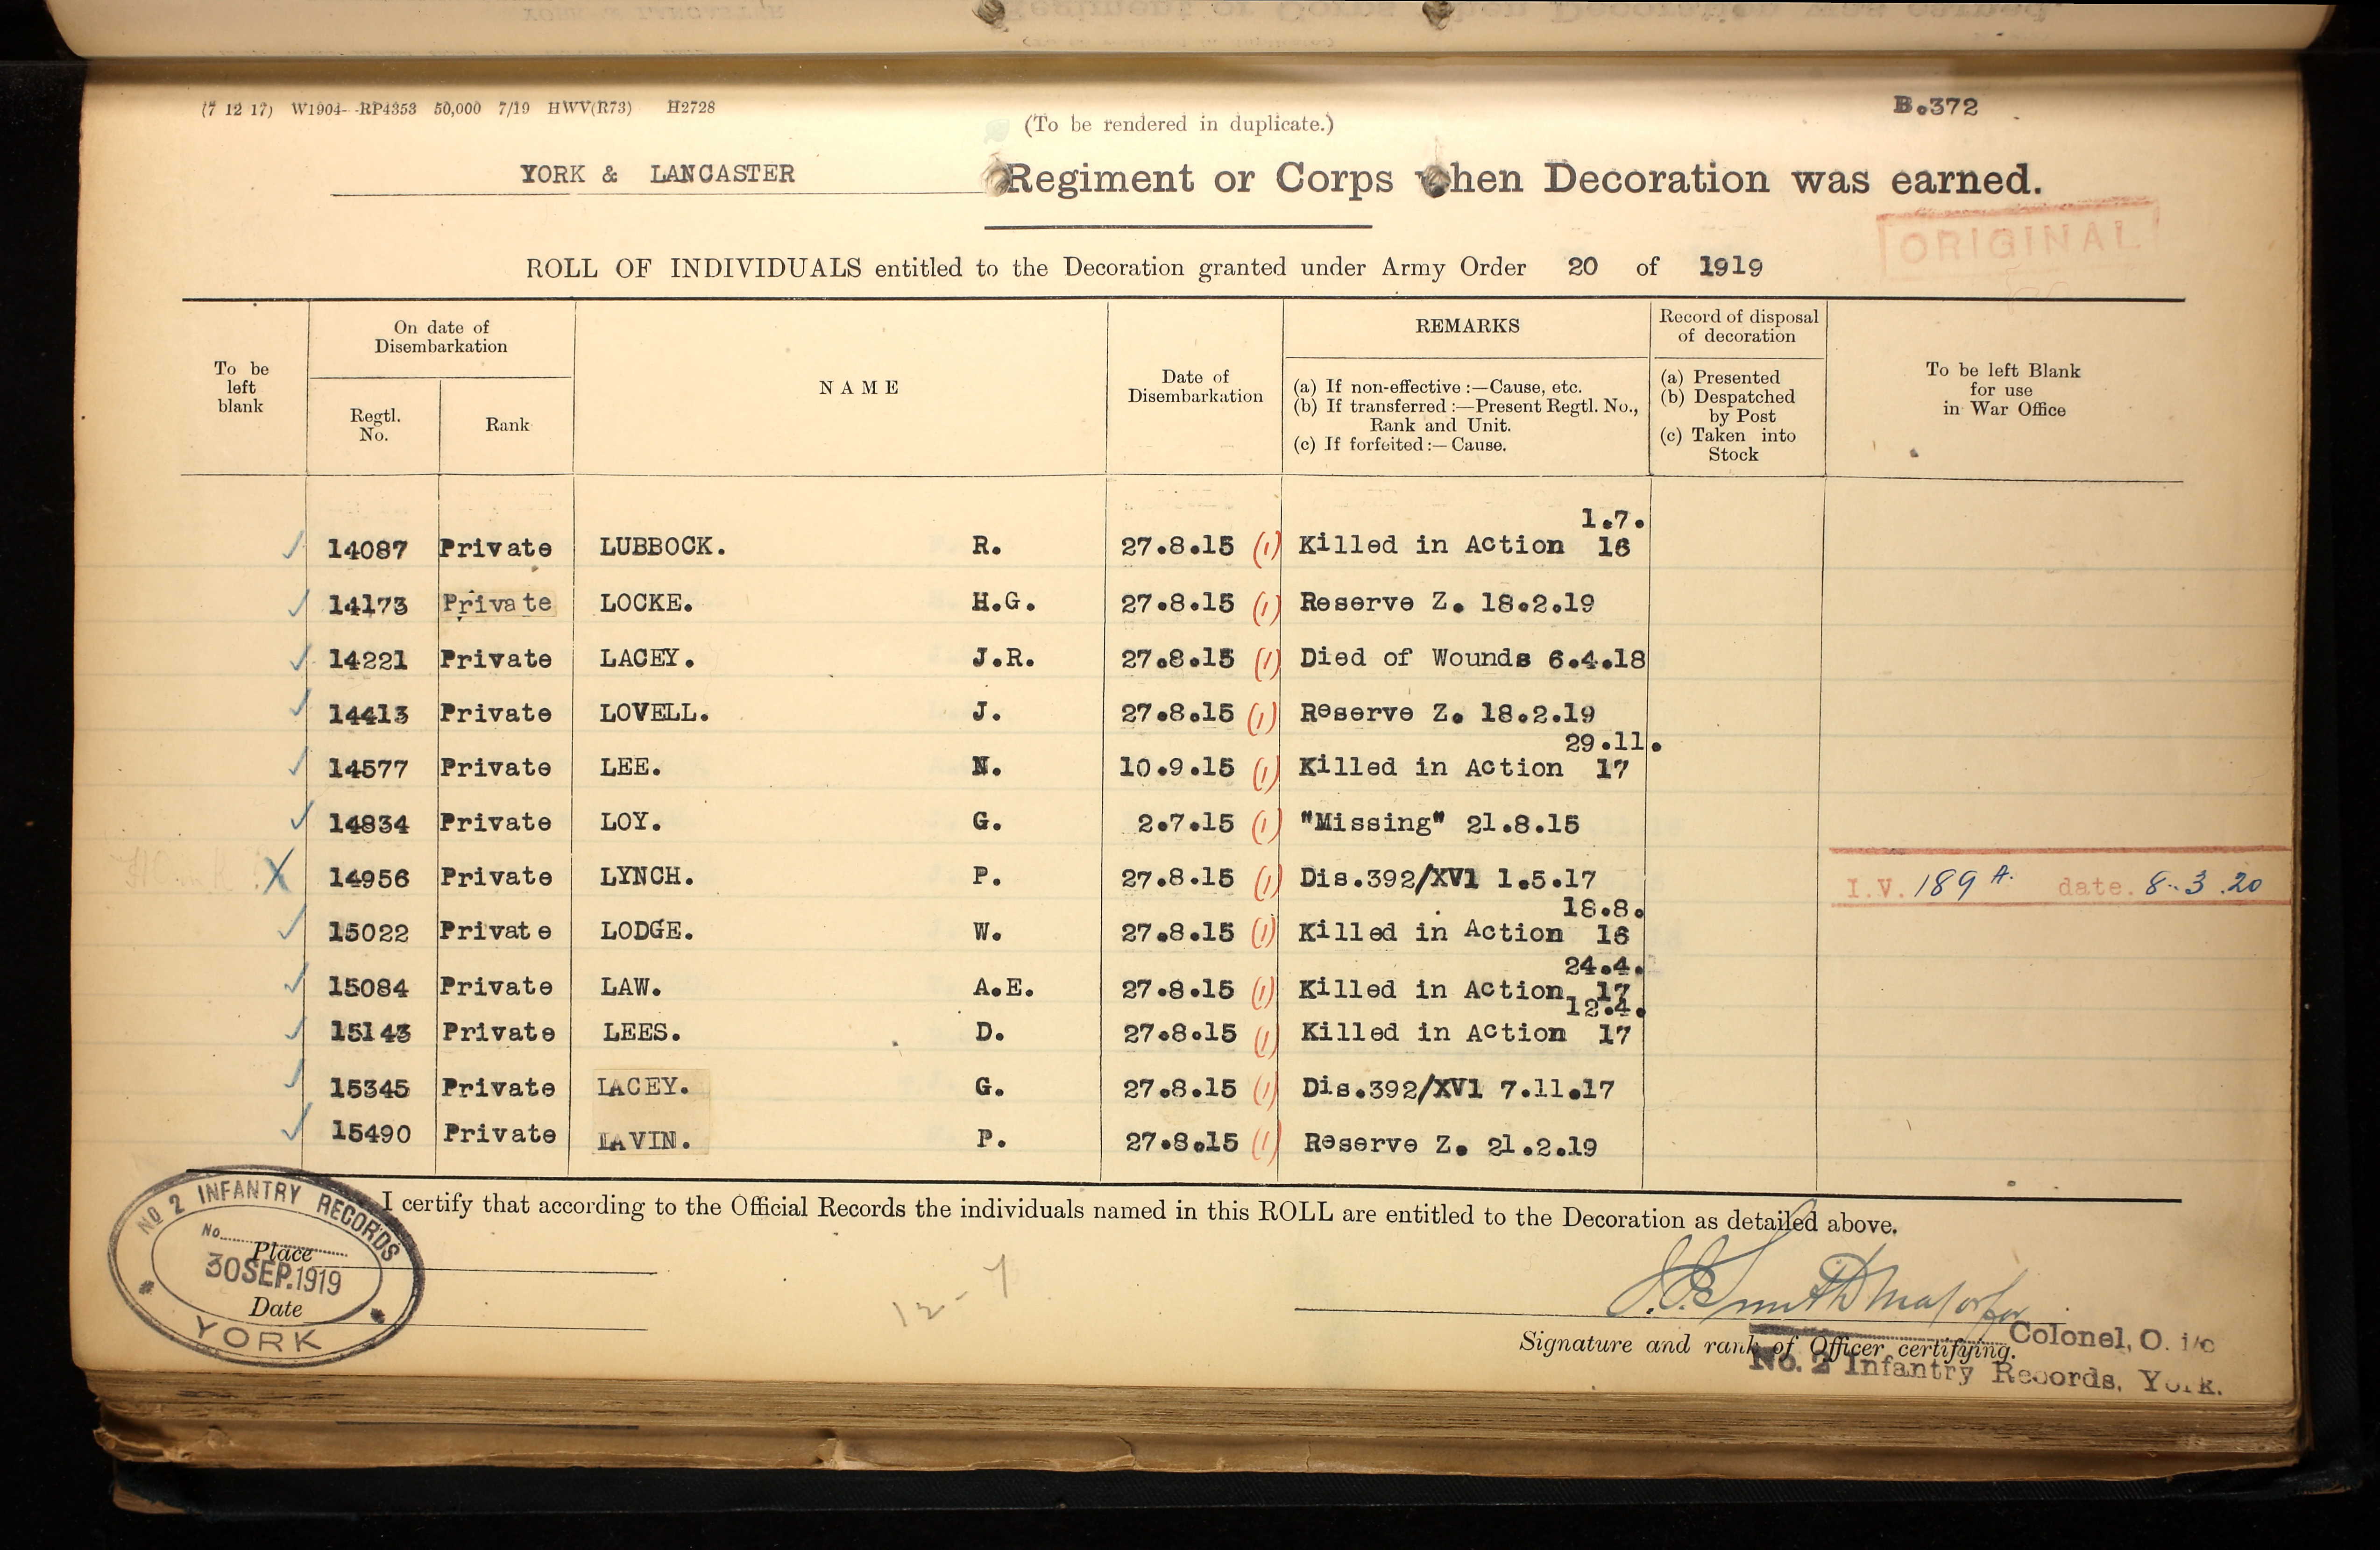 (7 12 17) W1904--RP4353 50,000 7/19 HWV(R73) H2728
B.372
(To be rendered in duplicate.)
YORK & LANCASTER Regiment or Corps when Decoration was earned.
ORIGINAL
ROLL OF INDIVIDUALS entitled to the Decoration granted under Army Order 20 of 1919
To be left blank
On date of Disembarkation
Regtl. No.
Rank
NAME
Date of Disembarkation
REMARKS
(a) If non-effective :—Cause, etc.
(b) If transferred :—Present Regtl. No., Rank and Unit.
(c) If forfeited :— Cause.
Record of disposal of decoration
(a) Presented
(b) Despatched by Post
(c) Taken into Stock
To be left Blank for use in War Office
14087 Private LUBBOCK. R. 27.8.15 (1) Killed in Action 1.7.16
14173 Private LOCKE. H.G. 27.8.15 (1) Reserve Z. 18.2.19
14221 Private LACEY. J.R. 27.8.15 (1) Died of Wounds 6.4.18
14413 Private LOVELL. J. 27.8.15 (1) Reserve Z. 18.2.19
14577 Private LEE. N. 10.9.15 (1) Killed in Action 29.11.17
14834 Private LOY. G. 2.7.15 (1) "Missing" 21.8.15
X 14956 Private LYNCH. P. 27.8.15 (1) Dis.392/XV1 1.5.17 I.V. 189 A. date. 8.3.20
15022 Private LODGE. W. 27.8.15 (1) Killed in Action 18.8.16
15084 Private LAW. A.E. 27.8.15 (1) Killed in Action 24.4.17
15143 Private LEES. D. 27.8.15 (1) Killed in Action 12.4.17
15345 Private LACEY. G. 27.8.15 (1) Dis.392/XV1 7.11.17
15490 Private LAVIN. P. 27.8.15 (1) Reserve Z. 21.2.19
I certify that according to the Official Records the individuals named in this ROLL are entitled to the Decoration as detailed above.
No 2 INFANTRY RECORDS
No.
Place
30 SEP. 1919
Date
YORK
12-7
Smith Major for
Colonel, O. i/c
Signature and rank of Officer certifying.
No. 2 Infantry Records, York.